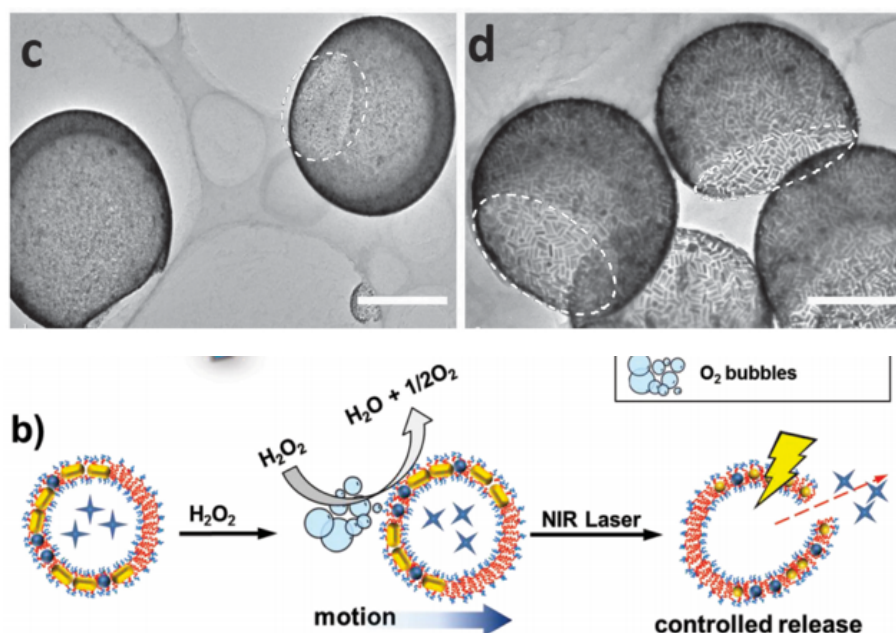 c
d
O₂ bubbles
b)
H₂O₂
H₂O₂
H₂O + 1/2O₂
NIR Laser
motion
controlled release